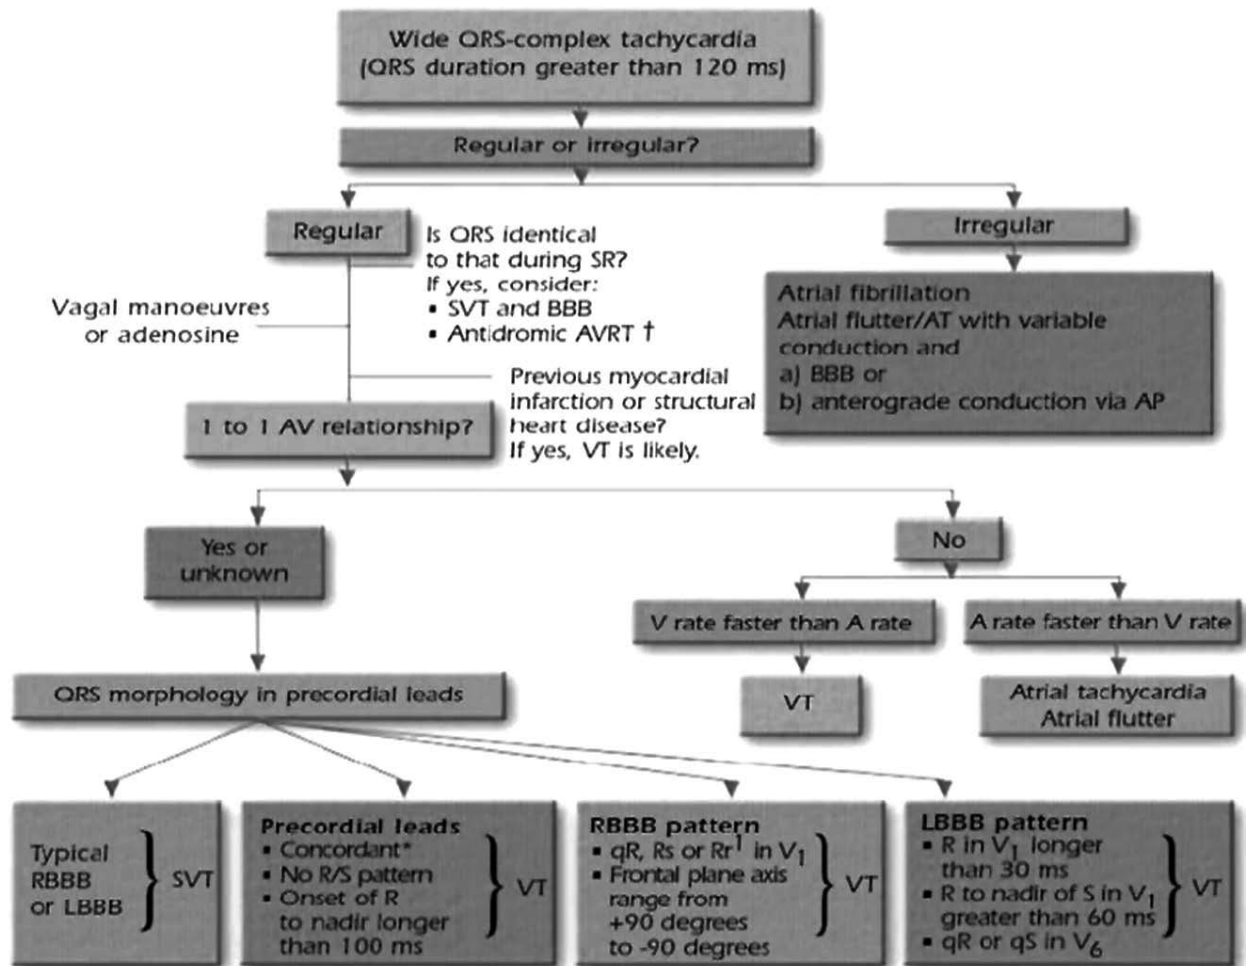 Wide QRS-complex tachycardia
(QRS duration greater than 120 ms)
Regular or irregular?
Regular
Is QRS identical
to that during SR?
If yes, consider:
▪ SVT and BBB
▪ Antidromic AVRT †
Irregular
Vagal manoeuvres
or adenosine
Atrial fibrillation
Atrial flutter/AT with variable
conduction and
a) BBB or
b) anterograde conduction via AP
Previous myocardial
infarction or structural
heart disease?
If yes, VT is likely.
1 to 1 AV relationship?
Yes or
unknown
No
V rate faster than A rate
A rate faster than V rate
VT
Atrial tachycardia
Atrial flutter
QRS morphology in precordial leads
Typical
RBBB
or LBBB
SVT
Precordial leads
▪ Concordant*
▪ No R/S pattern
▪ Onset of R
to nadir longer
than 100 ms
VT
RBBB pattern
▪ qR, Rs or Rr¹ in V₁
▪ Frontal plane axis
range from
+90 degrees
to -90 degrees
VT
LBBB pattern
▪ R in V₁ longer
than 30 ms
▪ R to nadir of S in V₁
greater than 60 ms
▪ qR or qS in V₆
VT